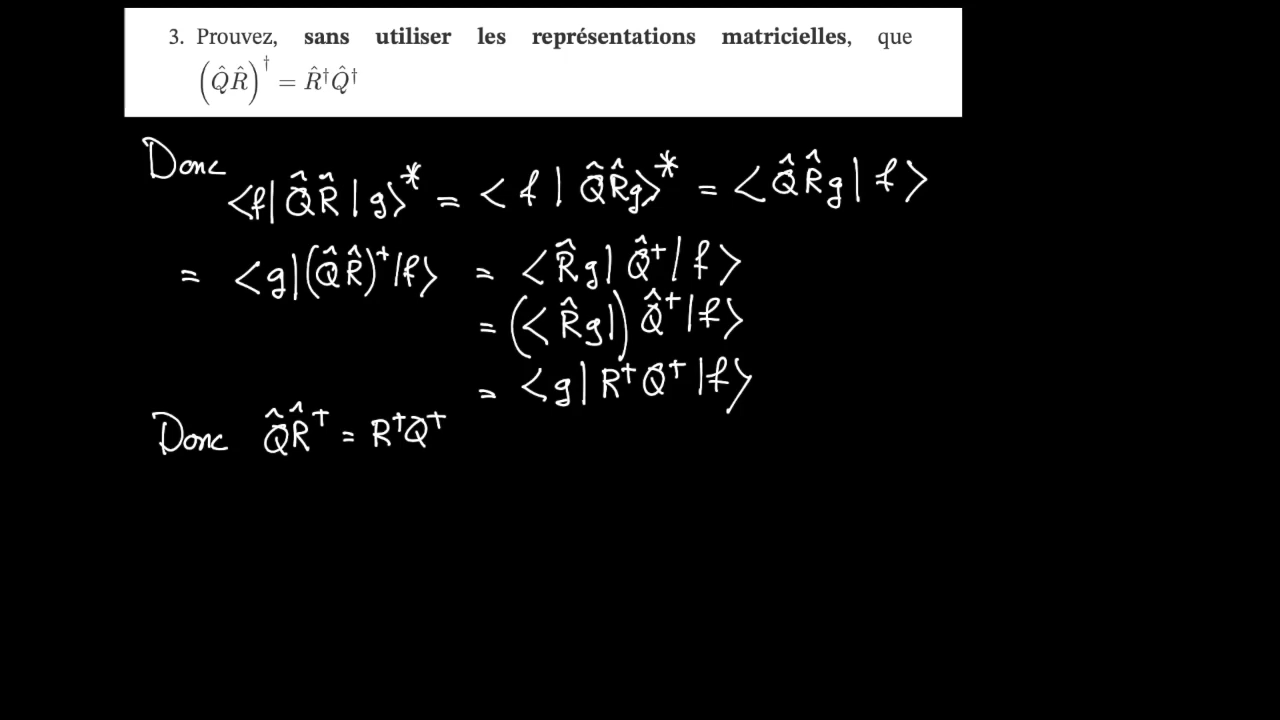 3. Prouvez, sans utiliser les représentations matricielles, que
(Q̂R̂)† = R̂†Q̂†
Donc
<f| Q̂R̂ |g>* = <f| Q̂R̂g>* = <Q̂R̂g|f>
= <g|(Q̂R̂)†|f> = <R̂g| Q̂† |f>
= (<R̂g|) Q̂† |f>
= <g| R†Q† |f>
Donc Q̂R̂† = R†Q†